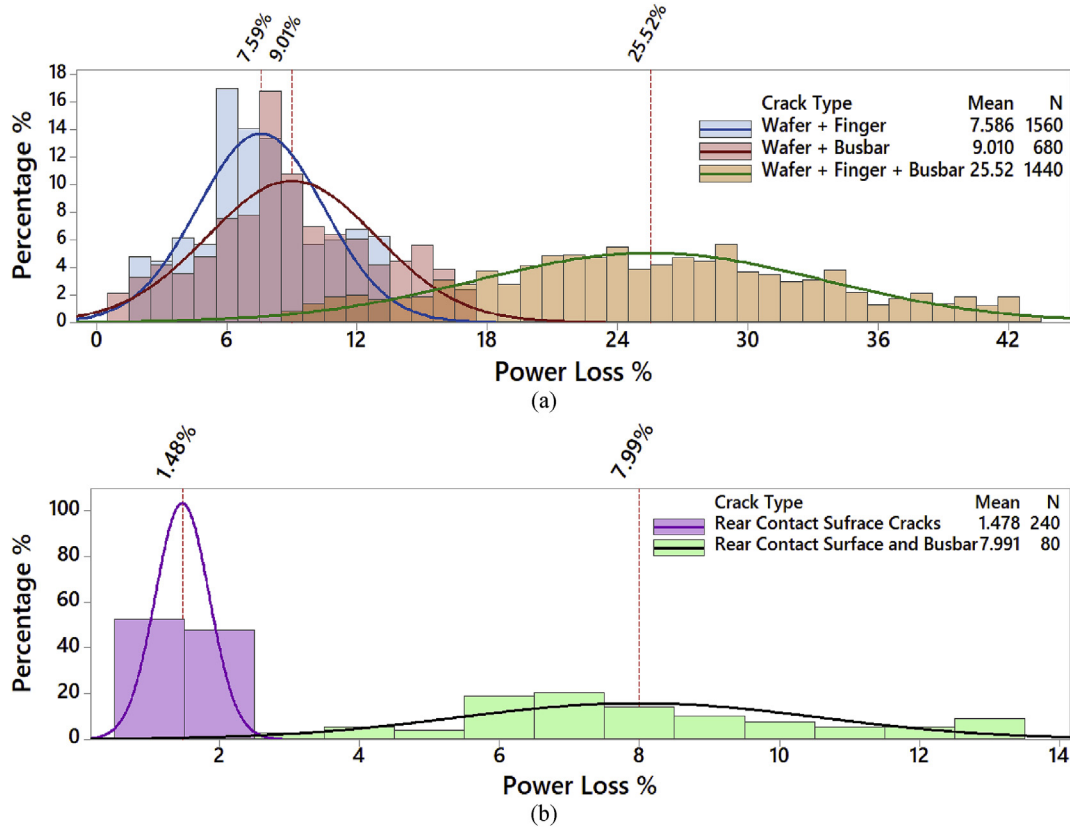 7.59%
9.01%
25.52%
18
16
14
12
10
8
6
4
2
0
Percentage %
Crack Type Mean N
Wafer + Finger 7.586 1560
Wafer + Busbar 9.010 680
Wafer + Finger + Busbar 25.52 1440
0 6 12 18 24 30 36 42
Power Loss %
(a)
1.48%
7.99%
100
80
60
40
20
0
Percentage %
Crack Type Mean N
Rear Contact Sufrace Cracks 1.478 240
Rear Contact Surface and Busbar 7.991 80
2 4 6 8 10 12 14
Power Loss %
(b)